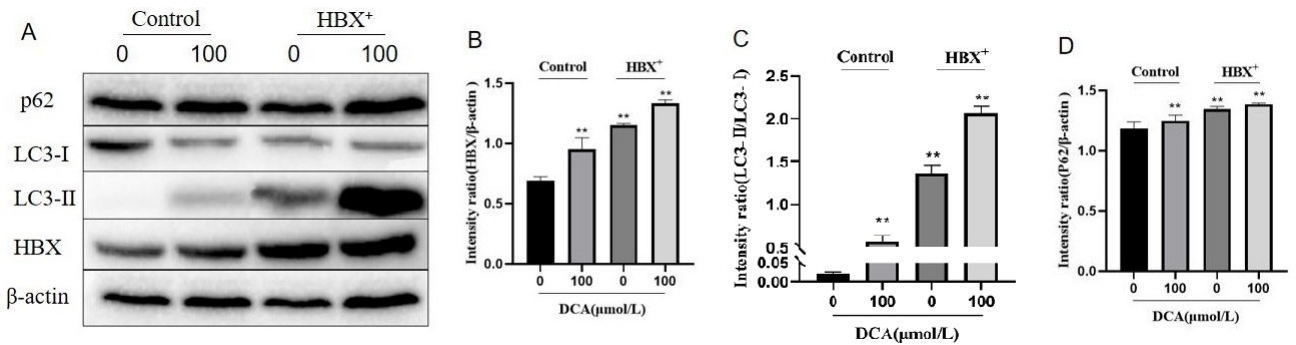 A
Control HBX⁺
0 100 0 100
p62
LC3-I
LC3-II
HBX
β-actin
B
Control HBX⁺
Intensity ratio(HBX/β-actin)
1.5
1.0
0.5
0.0
** ** **
0 100 0 100
DCA(μmol/L)
C
Control HBX⁺
Intensity ratio(LC3-II/LC3-I)
2.5
2.0
1.5
1.0
0.5
0.05
0.00
** ** **
0 100 0 100
DCA(μmol/L)
D
Control HBX⁺
Intensity ratio(P62/β-actin )
1.5
1.0
0.5
0.0
** ** **
0 100 0 100
DCA(μmol/L)